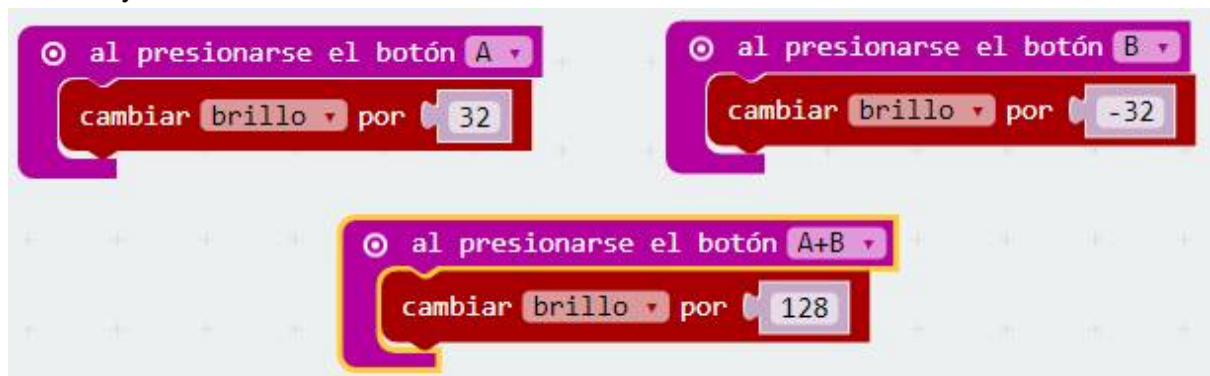 al presionarse el botón A
cambiar brillo por 32
al presionarse el botón B
cambiar brillo por -32
al presionarse el botón A+B
cambiar brillo por 128